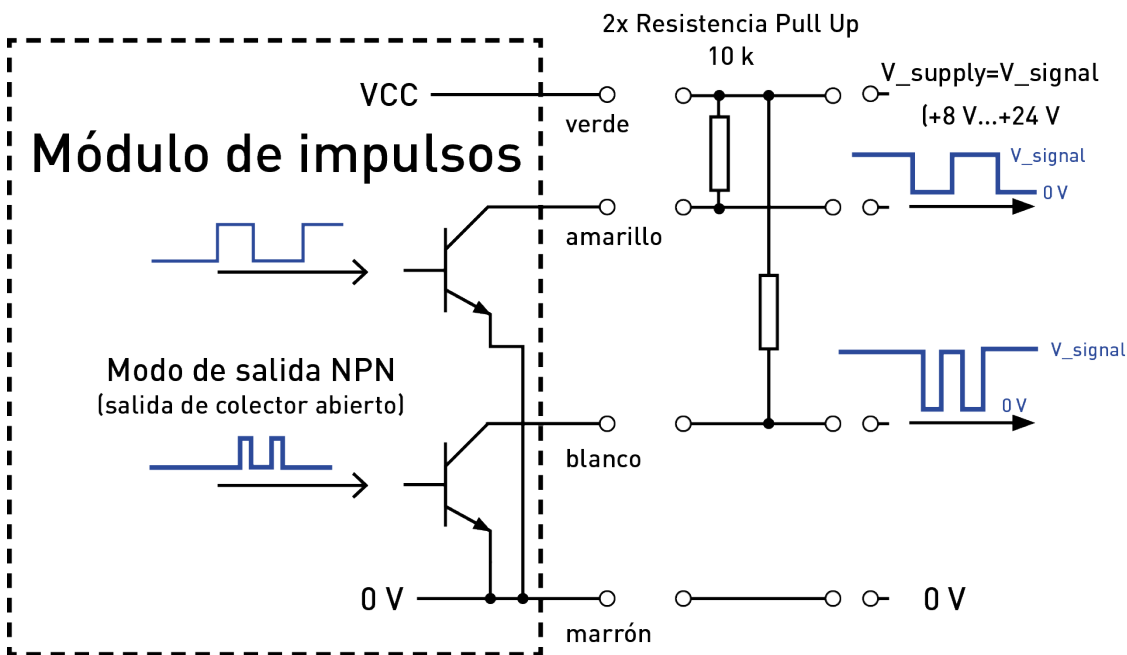 2x Resistencia Pull Up
10 k
VCC
verde
V_supply=V_signal
(+8 V...+24 V
Módulo de impulsos
V_signal
0 V
amarillo
Modo de salida NPN
(salida de colector abierto)
V_signal
0 V
blanco
0 V
marrón
0 V